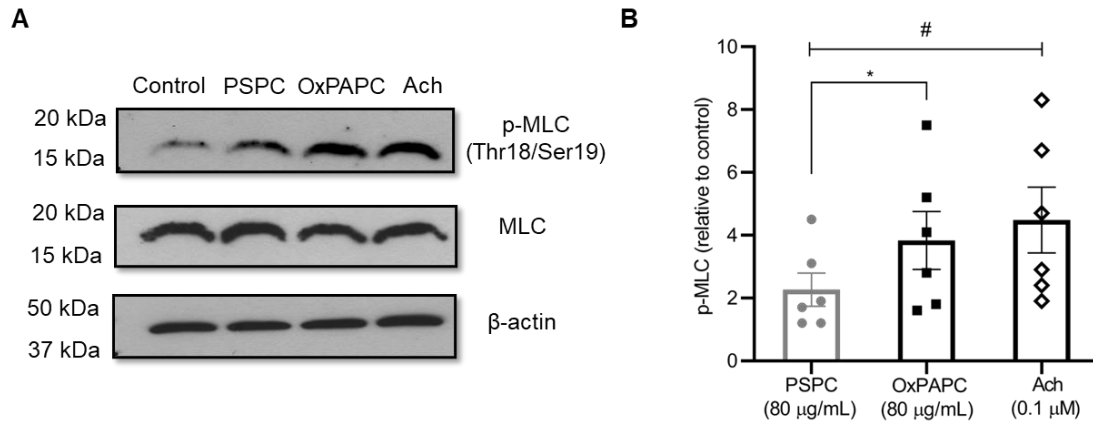 A
Control PSPC OxPAPC Ach
20 kDa
15 kDa
p-MLC
(Thr18/Ser19)
20 kDa
15 kDa
MLC
50 kDa
37 kDa
β-actin
B
p-MLC (relative to control)
10
8
6
4
2
0
#
*
PSPC
(80 μg/mL)
OxPAPC
(80 μg/mL)
Ach
(0.1 μM)